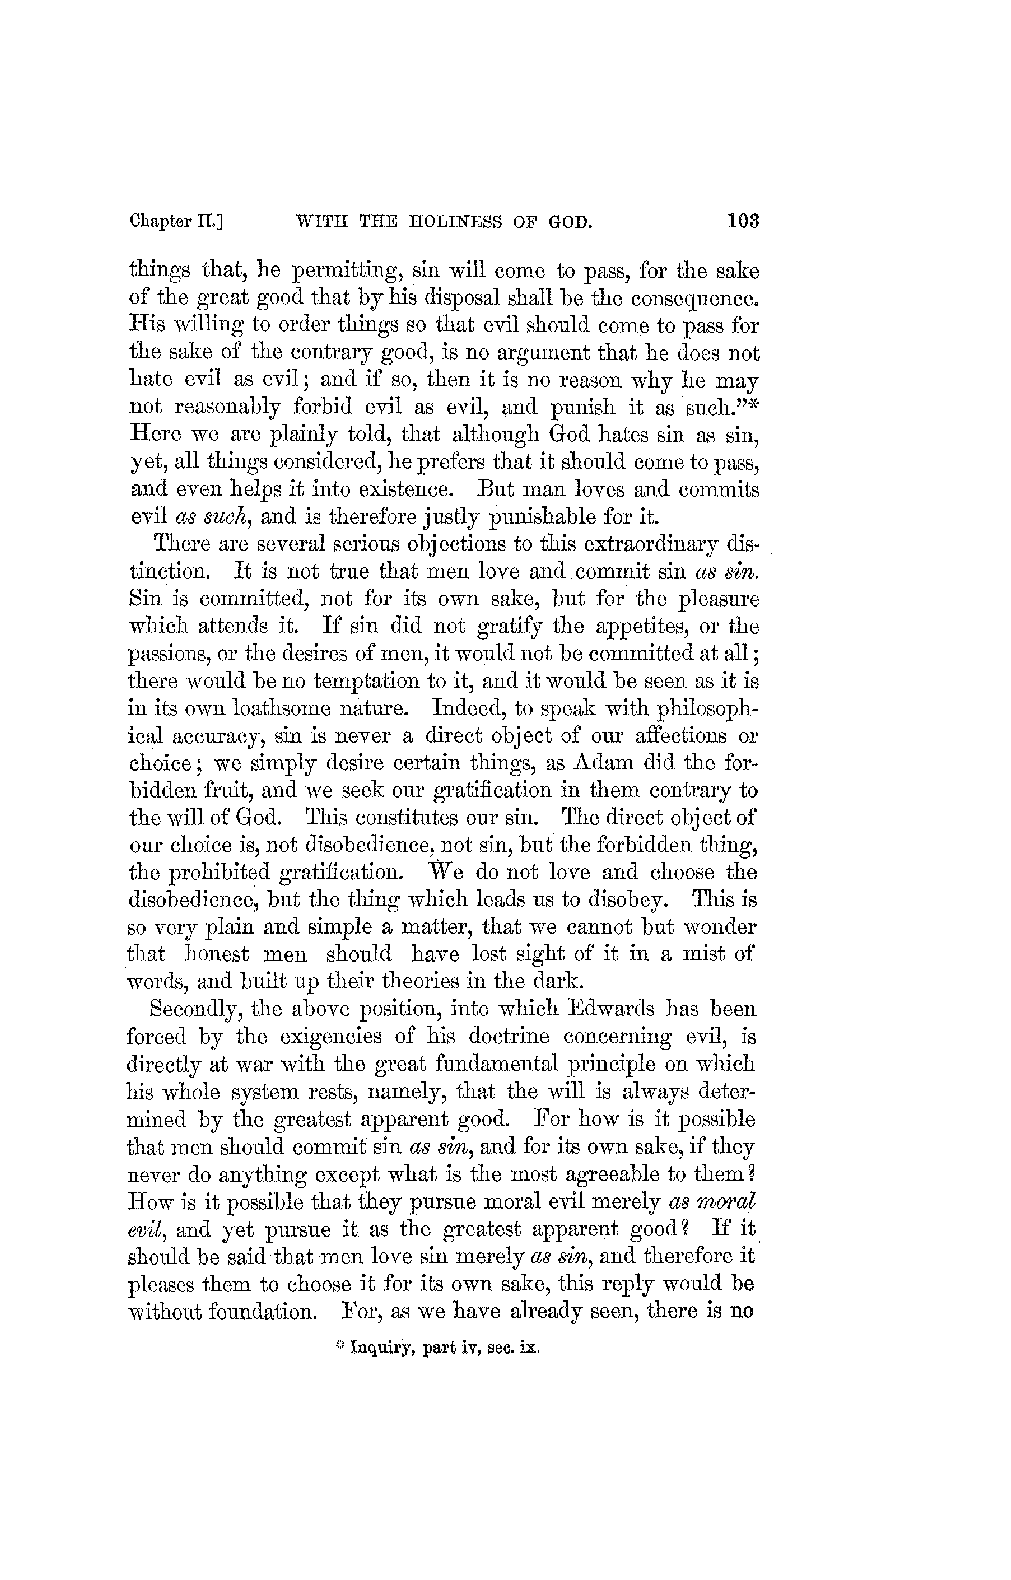 Chapter II.] WITH THE HOLINESS OF GOD. 103
things that, he permitting, sin will come to pass, for the sake
of the great good that by his disposal shall be the consequence.
His willing to order things so that evil should come to pass for
the sake of the contrary good, is no argument that he does not
hate evil as evil; and if so, then it is no reason why he may
not reasonably forbid evil as evil, and punish it as such."*
Here we are plainly told, that although God hates sin as sin,
yet, all things considered, he prefers that it should come to pass,
and even helps it into existence. But man loves and commits
evil as such, and is therefore justly punishable for it.
There are several serious objections to this extraordinary dis-
tinction. It is not true that men love and commit sin as sin.
Sin is committed, not for its own sake, but for the pleasure
which attends it. If sin did not gratify the appetites, or the
passions, or the desires of men, it would not be committed at all;
there would be no temptation to it, and it would be seen as it is
in its own loathsome nature. Indeed, to speak with philosoph-
ical accuracy, sin is never a direct object of our affections or
choice; we simply desire certain things, as Adam did the for-
bidden fruit, and we seek our gratification in them contrary to
the will of God. This constitutes our sin. The direct object of
our choice is, not disobedience, not sin, but the forbidden thing,
the prohibited gratification. We do not love and choose the
disobedience, but the thing which leads us to disobey. This is
so very plain and simple a matter, that we cannot but wonder
that honest men should have lost sight of it in a mist of
words, and built up their theories in the dark.
Secondly, the above position, into which Edwards has been
forced by the exigencies of his doctrine concerning evil, is
directly at war with the great fundamental principle on which
his whole system rests, namely, that the will is always deter-
mined by the greatest apparent good. For how is it possible
that men should commit sin as sin, and for its own sake, if they
never do anything except what is the most agreeable to them?
How is it possible that they pursue moral evil merely as moral
evil, and yet pursue it as the greatest apparent good? If it
should be said that men love sin merely as sin, and therefore it
pleases them to choose it for its own sake, this reply would be
without foundation. For, as we have already seen, there is no
* Inquiry, part iv, sec. ix.